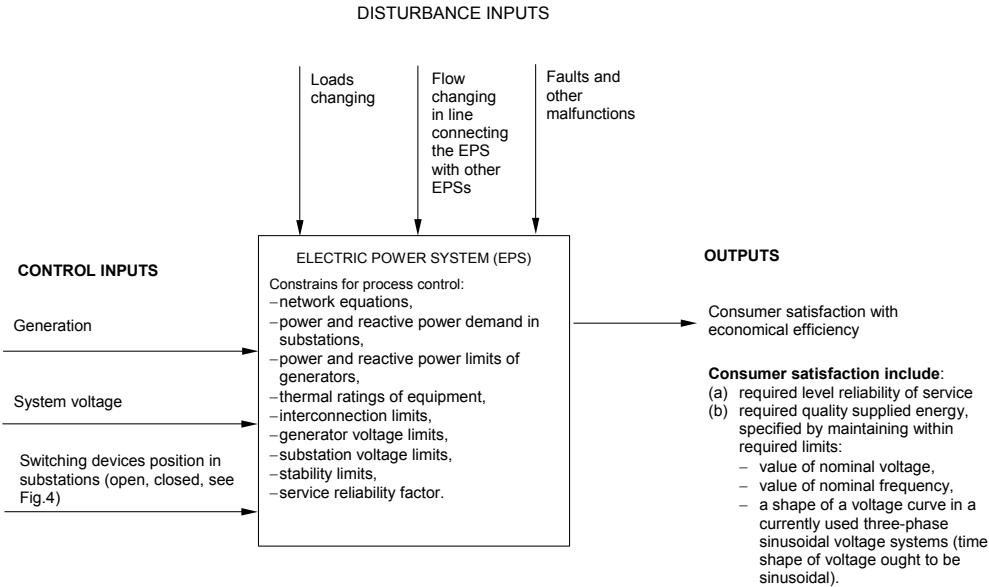 DISTURBANCE INPUTS
Loads
changing
Flow
changing
in line
connecting
the EPS
with other
EPSs
Faults and
other
malfunctions
CONTROL INPUTS
Generation
System voltage
Switching devices position in
substations (open, closed, see
Fig.4)
ELECTRIC POWER SYSTEM (EPS)
Constrains for process control:
–network equations,
–power and reactive power demand in
substations,
–power and reactive power limits of
generators,
–thermal ratings of equipment,
–interconnection limits,
–generator voltage limits,
–substation voltage limits,
–stability limits,
–service reliability factor.
OUTPUTS
Consumer satisfaction with
economical efficiency
Consumer satisfaction include:
(a) required level reliability of service
(b) required quality supplied energy,
specified by maintaining within
required limits:
– value of nominal voltage,
– value of nominal frequency,
– a shape of a voltage curve in a
currently used three-phase
sinusoidal voltage systems (time
shape of voltage ought to be
sinusoidal).